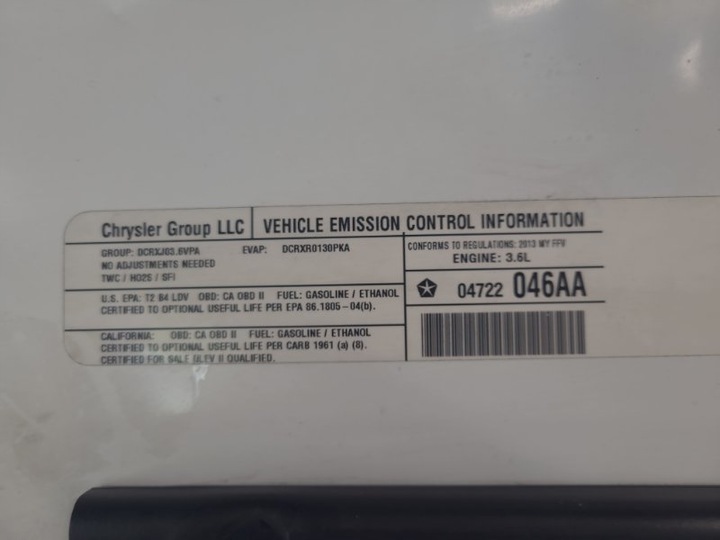 Chrysler Group LLC
VEHICLE EMISSION CONTROL INFORMATION
GROUP: DCRXJ03.6VPA EVAP: DCRXR0130PKA
NO ADJUSTMENTS NEEDED
TWC / HO2S / SFI
CONFORMS TO REGULATIONS: 2013 MY FFV
ENGINE: 3.6L
04722 046AA
U.S. EPA: T2 B4 LDV OBD: CA OBD II FUEL: GASOLINE / ETHANOL
CERTIFIED TO OPTIONAL USEFUL LIFE PER EPA 86.1805-04(b).
CALIFORNIA: OBD: CA OBD II FUEL: GASOLINE / ETHANOL
CERTIFIED TO OPTIONAL USEFUL LIFE PER CARB 1961 (a) (8).
CERTIFIED FOR SALE ULEV II QUALIFIED.